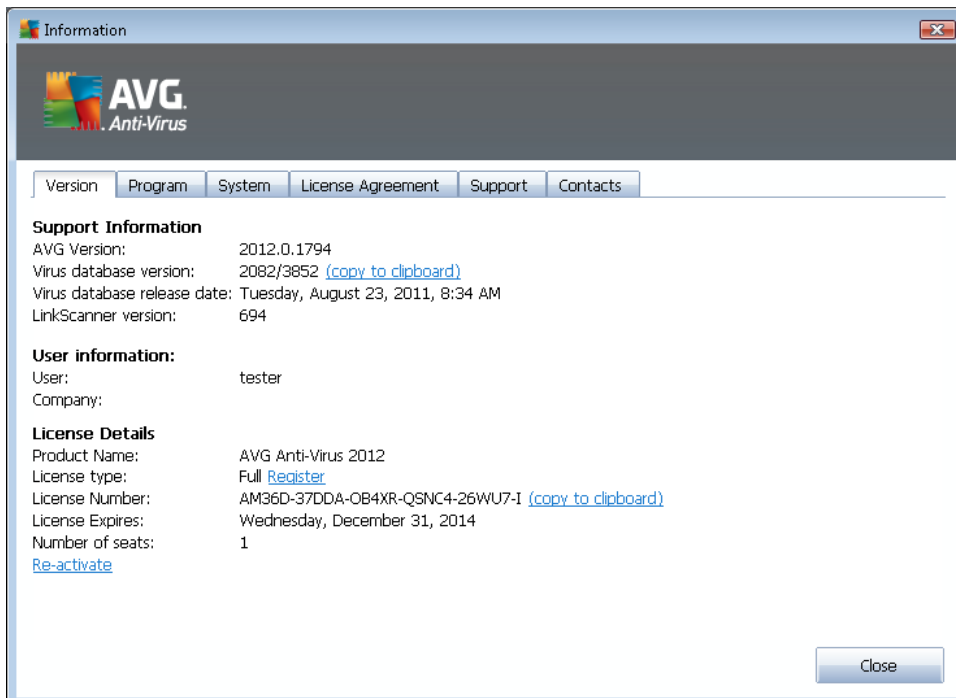 Information
AVG.
Anti-Virus
Version Program System License Agreement Support Contacts
Support Information
AVG Version: 2012.0.1794
Virus database version: 2082/3852 (copy to clipboard)
Virus database release date: Tuesday, August 23, 2011, 8:34 AM
LinkScanner version: 694
User information:
User: tester
Company:
License Details
Product Name: AVG Anti-Virus 2012
License type: Full Register
License Number: AM36D-37DDA-OB4XR-QSNC4-26WU7-I (copy to clipboard)
License Expires: Wednesday, December 31, 2014
Number of seats: 1
Re-activate
Close